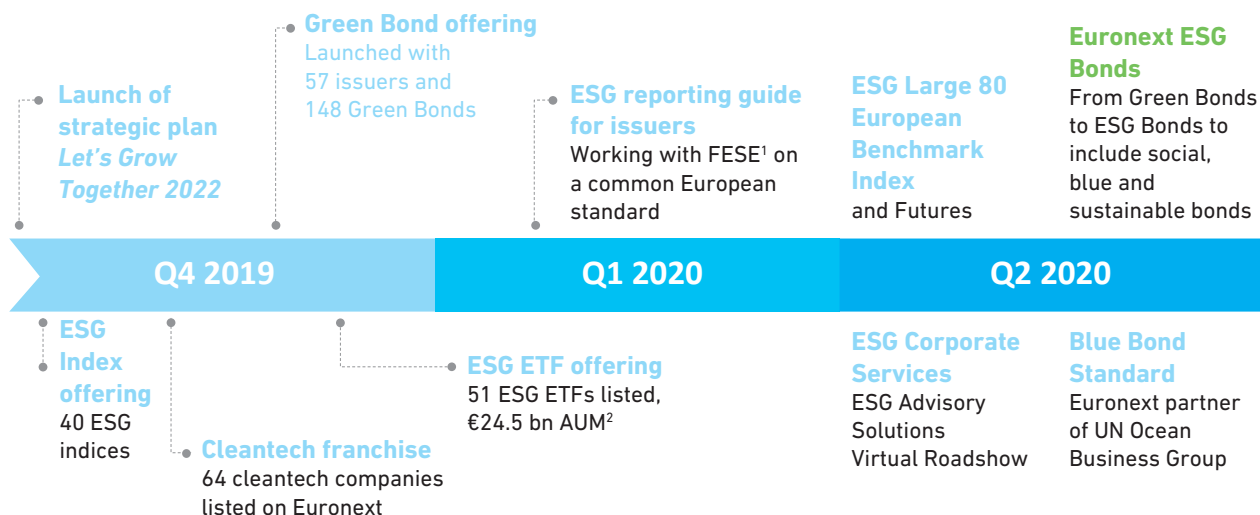 Launch of
strategic plan
Let's Grow
Together 2022
Green Bond offering
Launched with
57 issuers and
148 Green Bonds
ESG reporting guide
for issuers
Working with FESE¹ on
a common European
standard
ESG Large 80
European
Benchmark
Index
and Futures
Euronext ESG
Bonds
From Green Bonds
to ESG Bonds to
include social,
blue and
sustainable bonds
Q4 2019
Q1 2020
Q2 2020
ESG
Index
offering
40 ESG
indices
Cleantech franchise
64 cleantech companies
listed on Euronext
ESG ETF offering
51 ESG ETFs listed,
€24.5 bn AUM²
ESG Corporate
Services
ESG Advisory
Solutions
Virtual Roadshow
Blue Bond
Standard
Euronext partner
of UN Ocean
Business Group